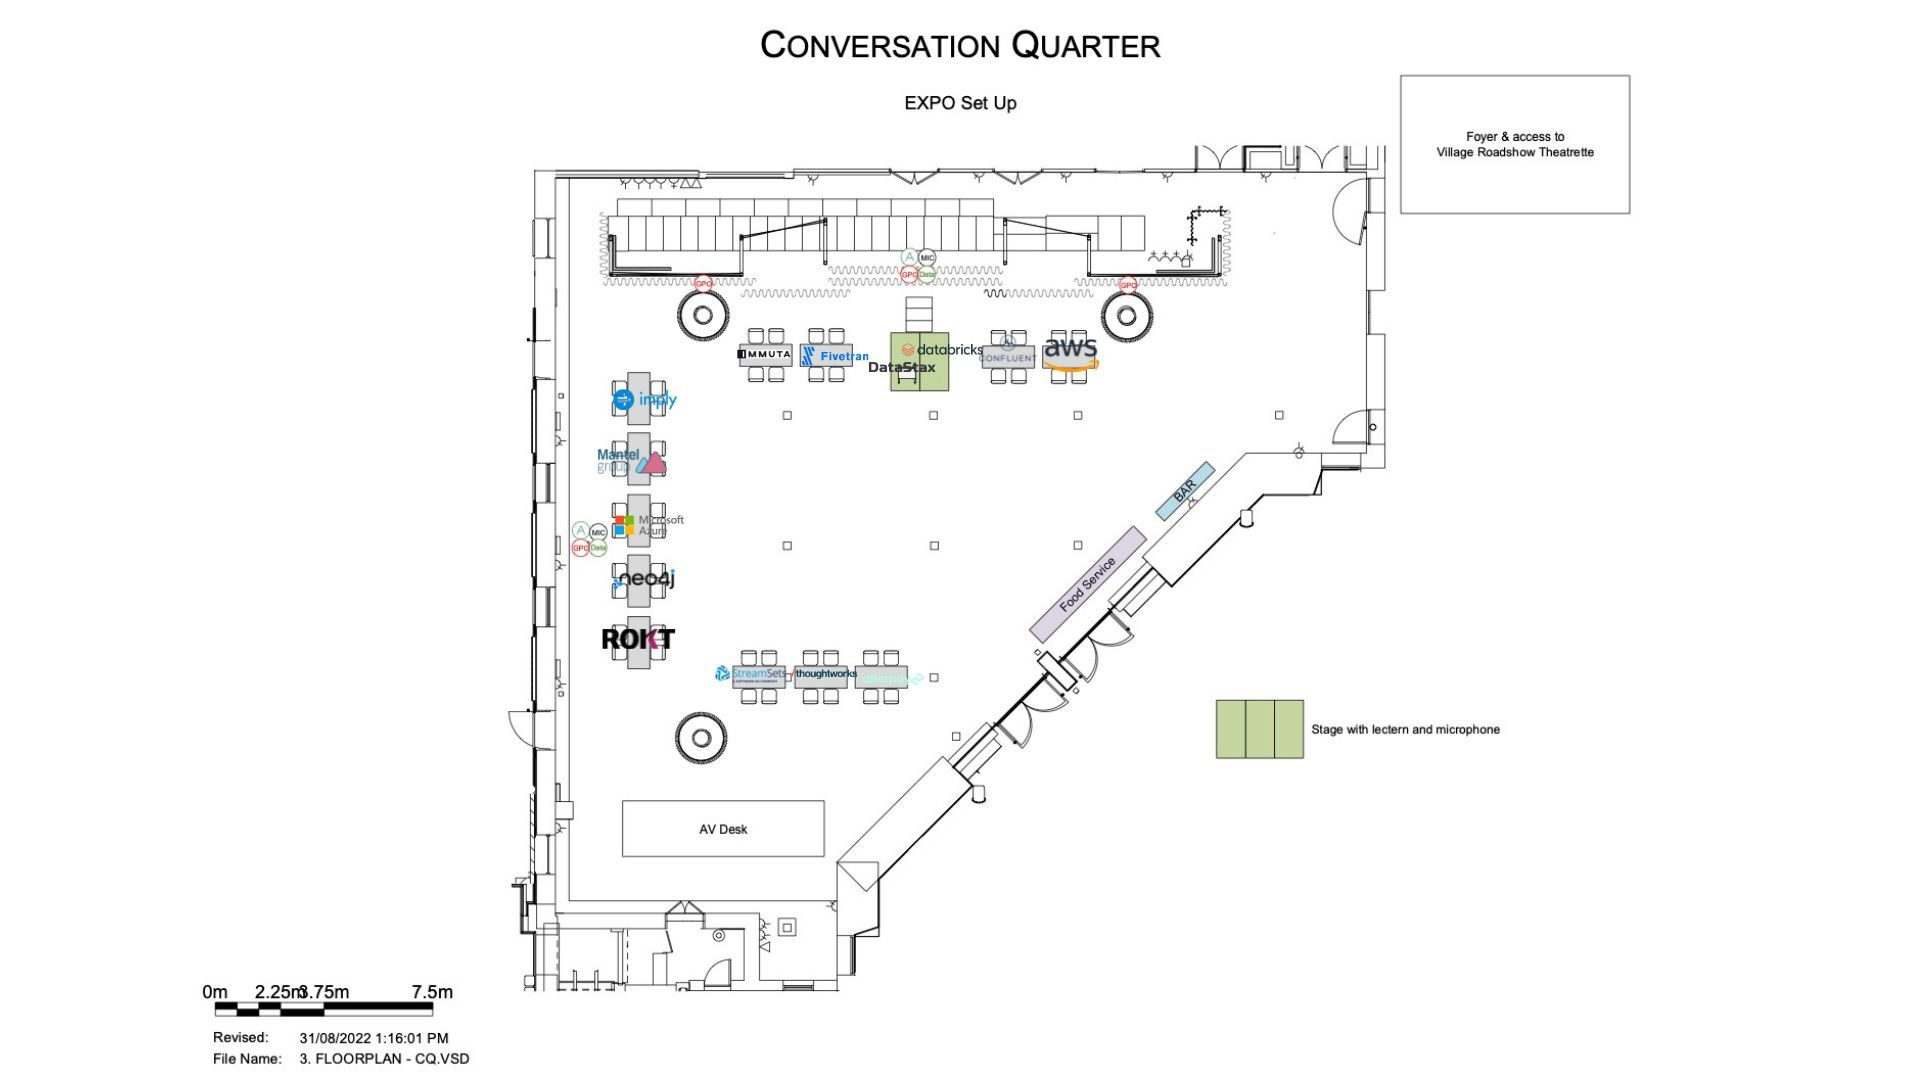 CONVERSATION QUARTER
EXPO Set Up
Foyer & access to
Village Roadshow Theatrette
A MIC
GPO Data
GPO
GPO
IMMUTA
Fivetran
databricks
DataStax
CONFLUENT
aws
imply
Mantel
group
Microsoft
Azure
A MIC
GPO Data
neo4j
ROKT
BAR
Food Service
StreamSets
A SOFTWARE AG COMPANY
/thoughtworks
afterpay
Stage with lectern and microphone
AV Desk
0m 2.25m 3.75m 7.5m
Revised: 31/08/2022 1:16:01 PM
File Name: 3. FLOORPLAN - CQ.VSD